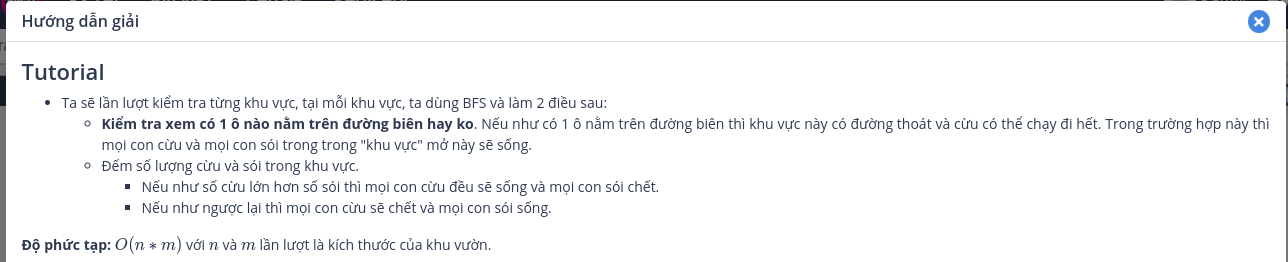 Hướng dẫn giải
Tutorial
Ta sẽ lần lượt kiểm tra từng khu vực, tại mỗi khu vực, ta dùng BFS và làm 2 điều sau:
Kiểm tra xem có 1 ô nào nằm trên đường biên hay ko. Nếu như có 1 ô nằm trên đường biên thì khu vực này có đường thoát và cừu có thể chạy đi hết. Trong trường hợp này thì
mọi con cừu và mọi con sói trong trong "khu vực" mở này sẽ sống.
Đếm số lượng cừu và sói trong khu vực.
Nếu như số cừu lớn hơn số sói thì mọi con cừu đều sẽ sống và mọi con sói chết.
Nếu như ngược lại thì mọi con cừu sẽ chết và mọi con sói sống.
Độ phức tạp: O(n * m) với n và m lần lượt là kích thước của khu vườn.